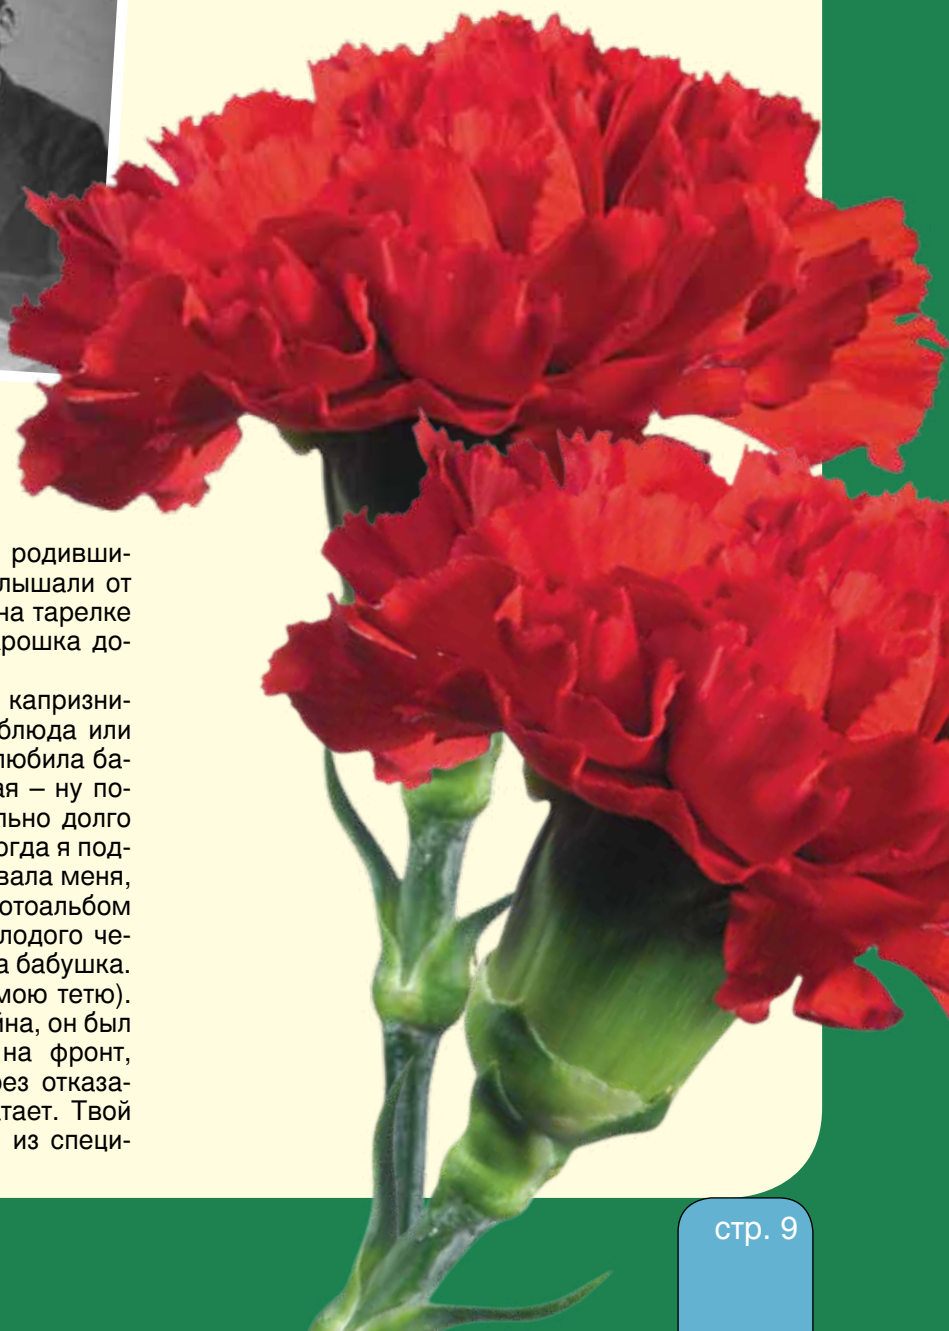 родивши-
лышали от
на тарелке
рошка до-
капризни-
блюда или
любила ба-
ая – ну по-
льно долго
огда я под-
вала меня,
отоальбом
лодого че-
а бабушка.
мою тетю).
йна, он был
на фронт,
рез отказа-
тает. Твой
из специ-
стр. 9